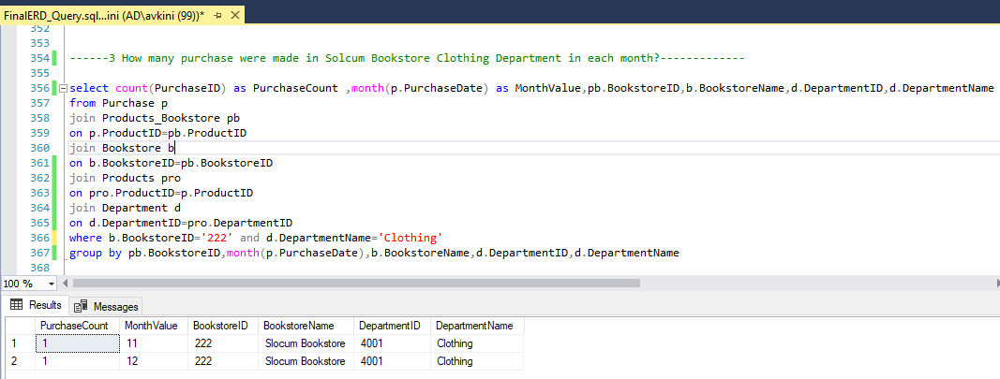 FinalERD_Query.sql...ini (AD\avkini (99))*
352
353
354 ------3 How many purchase were made in Solcum Bookstore Clothing Department in each month?-------------
355
356 select count(PurchaseID) as PurchaseCount ,month(p.PurchaseDate) as MonthValue,pb.BookstoreID,b.BookstoreName,d.DepartmentID,d.DepartmentName
357 from Purchase p
358 join Products_Bookstore pb
359 on p.ProductID=pb.ProductID
360 join Bookstore b
361 on b.BookstoreID=pb.BookstoreID
362 join Products pro
363 on pro.ProductID=p.ProductID
364 join Department d
365 on d.DepartmentID=pro.DepartmentID
366 where b.BookstoreID='222' and d.DepartmentName='Clothing'
367 group by pb.BookstoreID,month(p.PurchaseDate),b.BookstoreName,d.DepartmentID,d.DepartmentName
368
100 %
Results Messages
PurchaseCount MonthValue BookstoreID BookstoreName DepartmentID DepartmentName
1 1 11 222 Slocum Bookstore 4001 Clothing
2 1 12 222 Slocum Bookstore 4001 Clothing